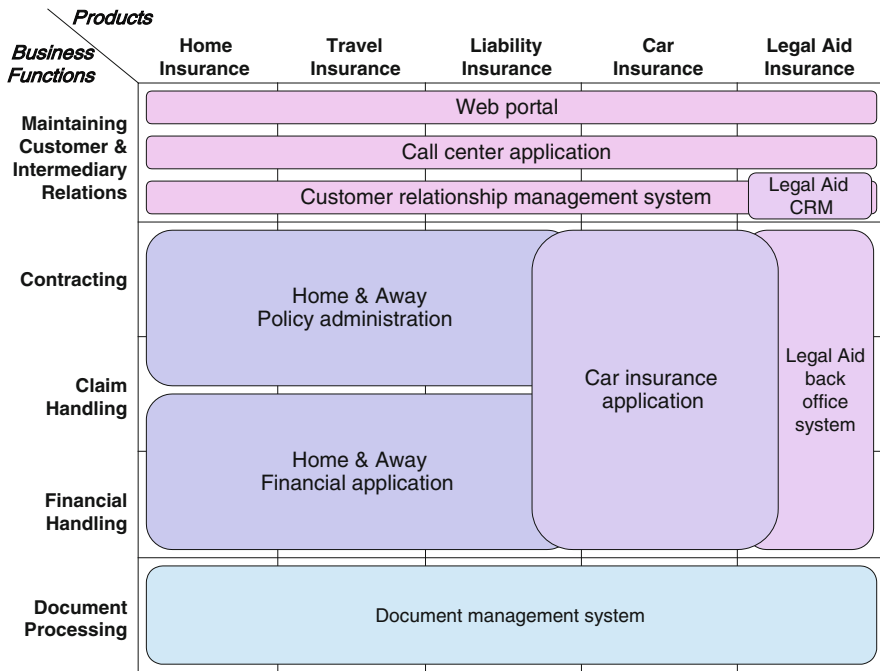 Products
Business
Functions
Home
Insurance
Travel
Insurance
Liability
Insurance
Car
Insurance
Legal Aid
Insurance
Maintaining
Customer &
Intermediary
Relations
Web portal
Call center application
Customer relationship management system
Legal Aid
CRM
Contracting
Home & Away
Policy administration
Claim
Handling
Car insurance
application
Legal Aid
back
office
system
Home & Away
Financial application
Financial
Handling
Document
Processing
Document management system